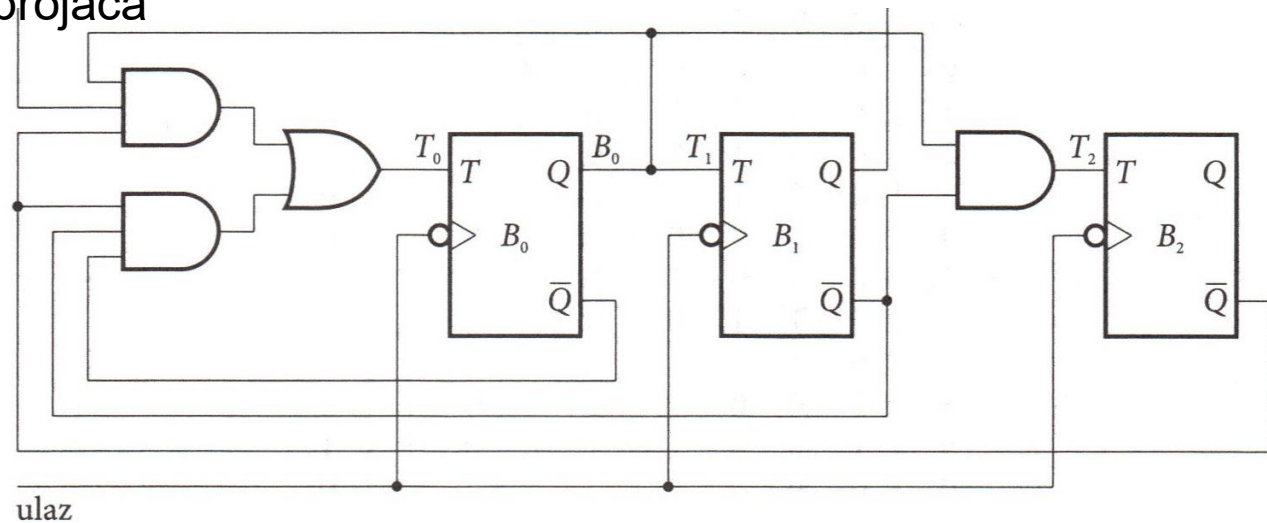 brojača
T₀ B₀ T₁ T₂
T Q T Q T Q
B₀ B₁ B₂
Q̅ Q̅ Q̅
ulaz